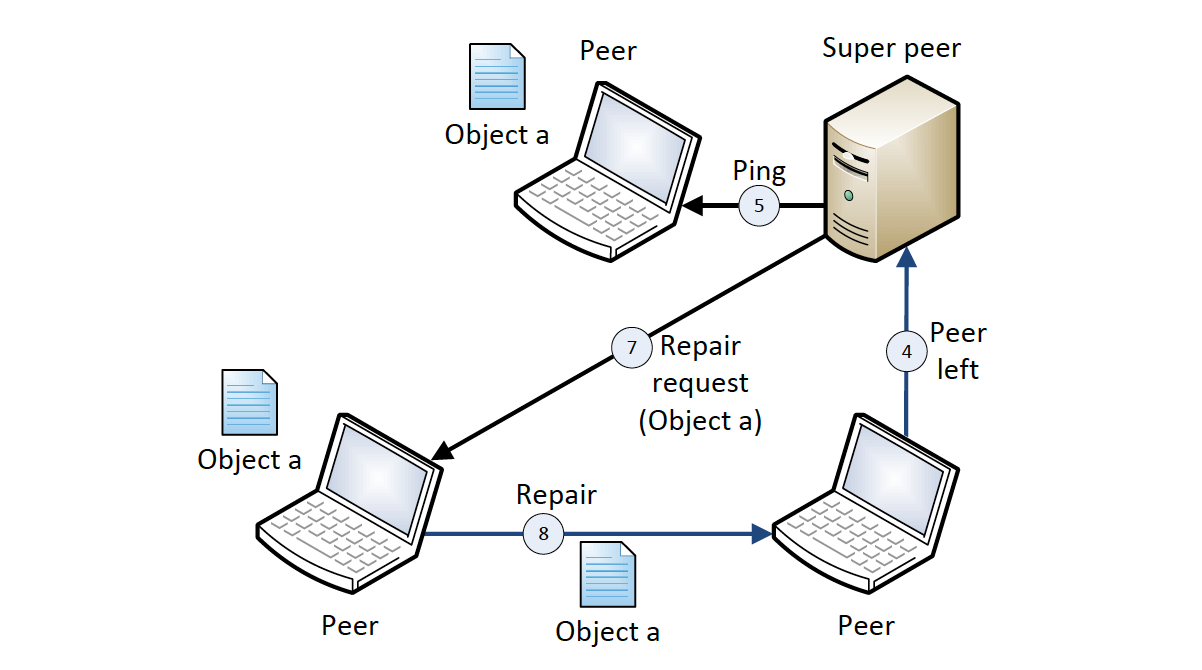 Peer
Super peer
Object a
Ping
5
7
Repair
request
(Object a)
4
Peer
left
Object a
Repair
8
Peer
Object a
Peer